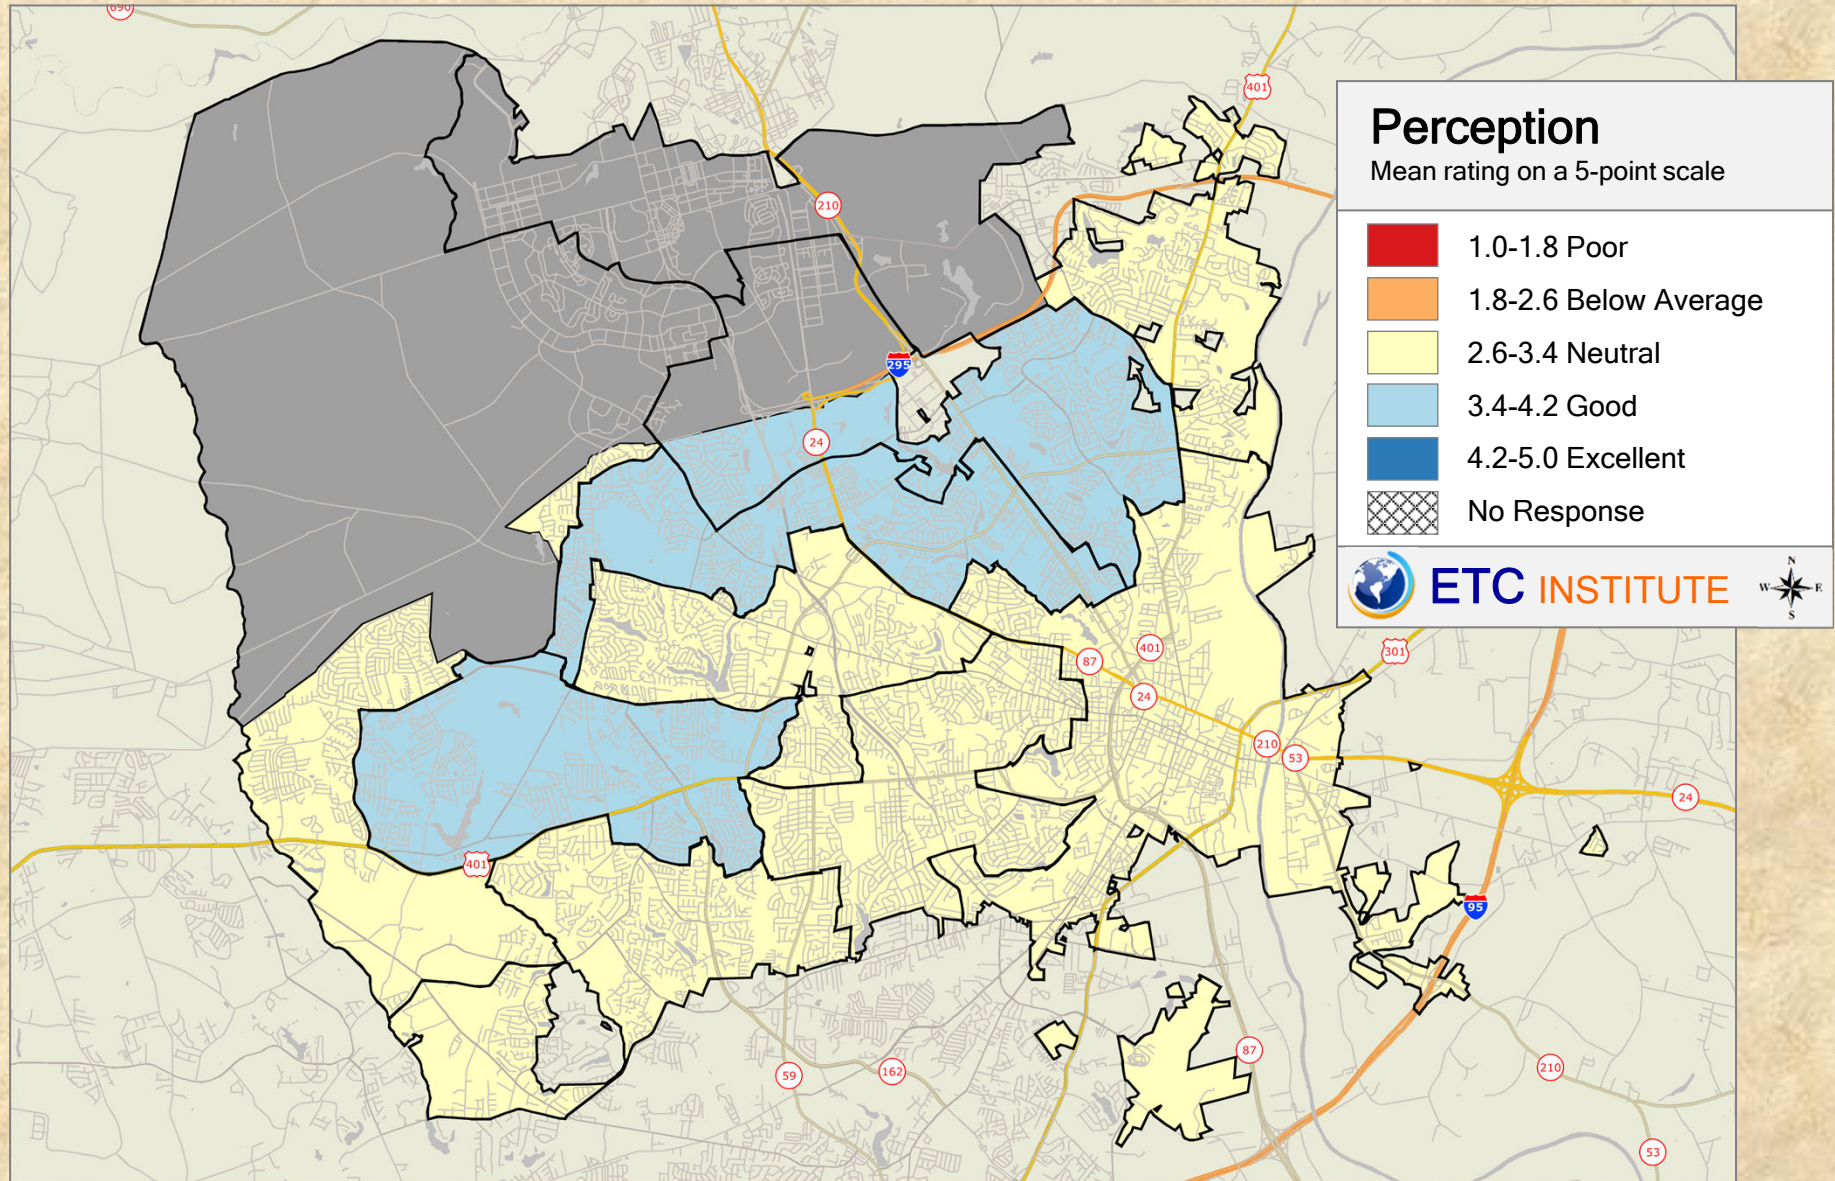 690
401
Perception
Mean rating on a 5-point scale
210
1.0-1.8 Poor
1.8-2.6 Below Average
2.6-3.4 Neutral
295
3.4-4.2 Good
24
4.2-5.0 Excellent
No Response
ETC INSTITUTE
N
W E
S
401
87
301
24
210
53
24
401
95
87
210
59
162
53